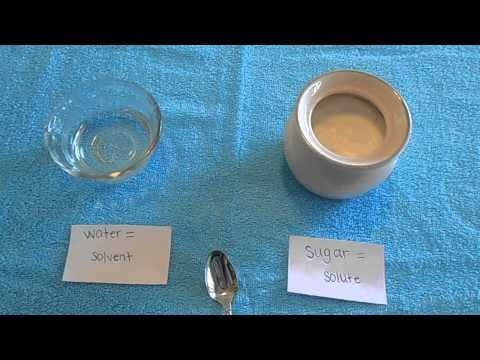 water =
solvent
sugar =
solute